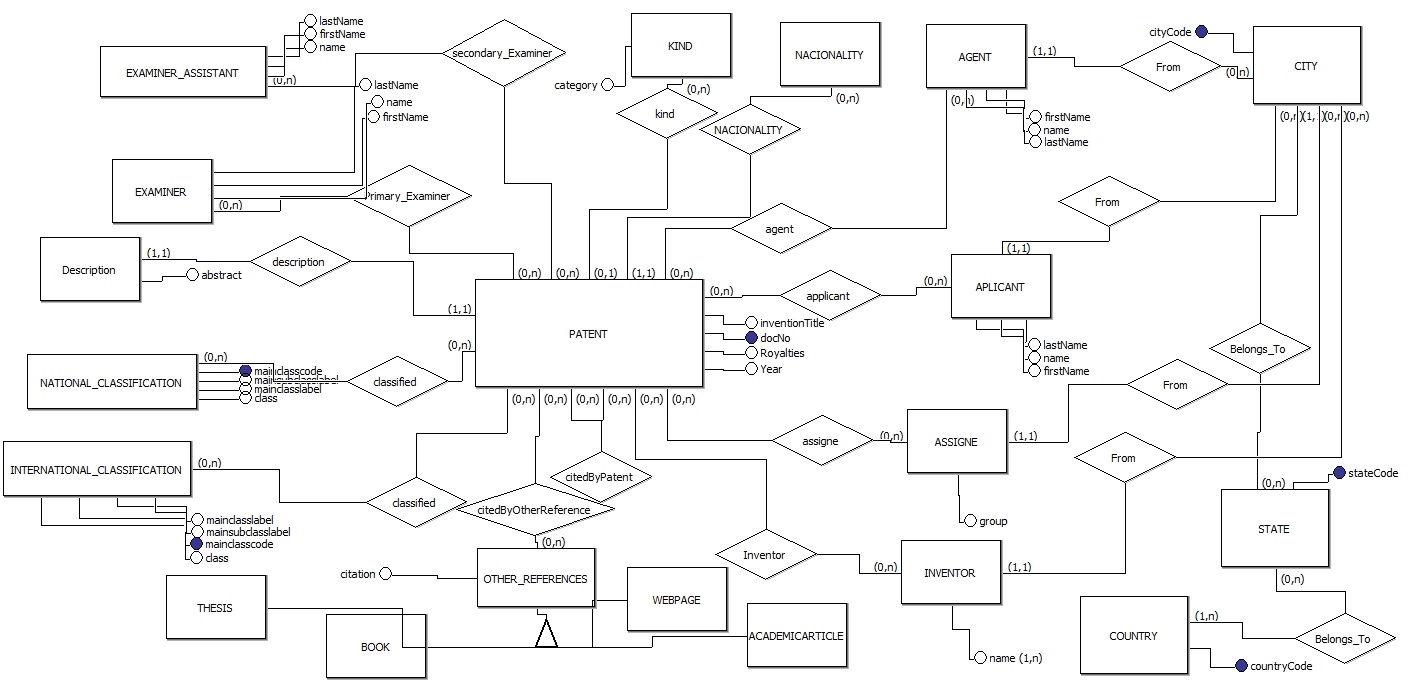 lastName
firstName
name
EXAMINER_ASSISTANT
(0,n)
lastName
name
firstName
secondary_Examiner
KIND
category
(0,n)
kind
NACIONALITY
(0,n)
NACIONALITY
AGENT
(1,1)
From
cityCode
(0,n)
CITY
firstName
name
lastName
(0,n)
(1,1)
(0,n)
(0,n)
EXAMINER
(0,n)
Primary_Examiner
From
agent
(1,1)
Description
(1,1)
abstract
description
(0,n)
(0,n)
(0,1)
(1,1)
(0,n)
(0,n)
applicant
(0,n)
APLICANT
(1,1)
PATENT
inventionTitle
docNo
Royalties
Year
lastName
name
firstName
Belongs_To
(0,n)
NATIONAL_CLASSIFICATION
(0,n)
mainclasscode
mainsubclasslabel
mainclasslabel
class
classified
From
(0,n)
(0,n)
(0,n)
(0,n)
(0,n)
(0,n)
assigne
(0,n)
ASSIGNE
(1,1)
From
INTERNATIONAL_CLASSIFICATION
(0,n)
classified
citedByPatent
citedByOtherReference
group
(0,n)
stateCode
STATE
mainclasslabel
mainsubclasslabel
mainclasscode
class
(0,n)
Inventor
(0,n)
INVENTOR
(1,1)
citation
OTHER_REFERENCES
(0,n)
THESIS
WEBPAGE
BOOK
ACADEMICARTICLE
name (1,n)
COUNTRY
(1,n)
Belongs_To
countryCode